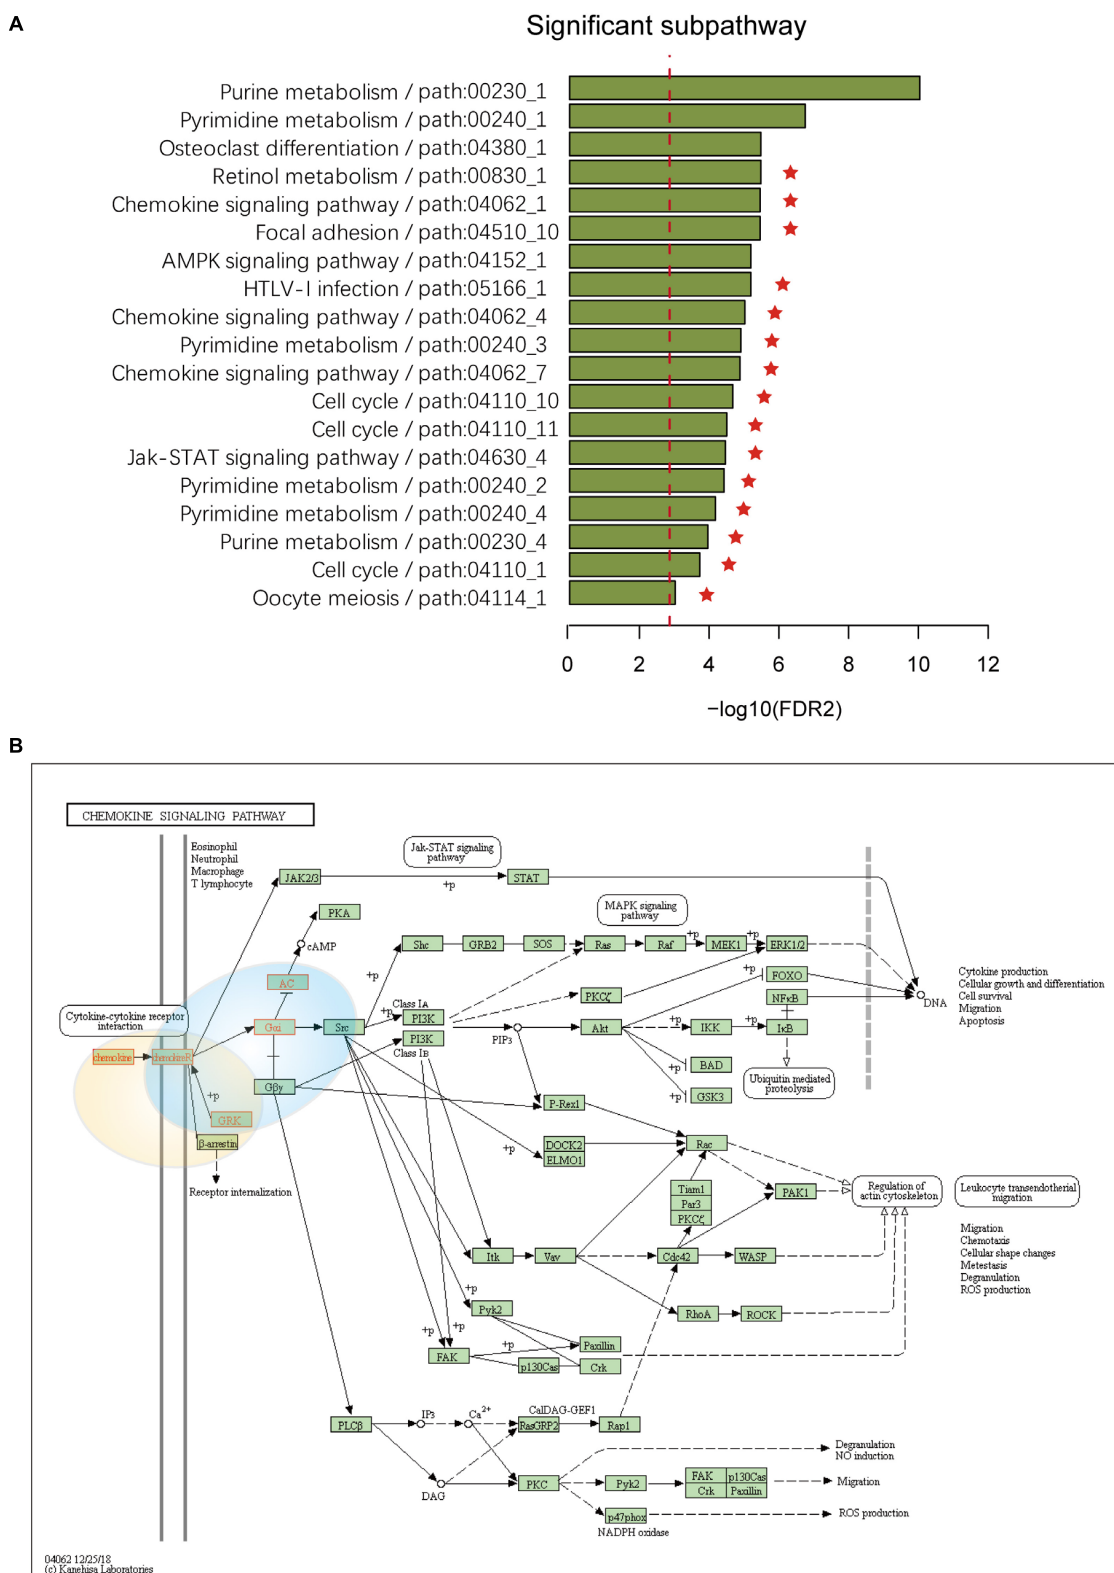 A
Significant subpathway
Purine metabolism / path:00230_1
Pyrimidine metabolism / path:00240_1
Osteoclast differentiation / path:04380_1
Retinol metabolism / path:00830_1
Chemokine signaling pathway / path:04062_1
Focal adhesion / path:04510_10
AMPK signaling pathway / path:04152_1
HTLV-I infection / path:05166_1
Chemokine signaling pathway / path:04062_4
Pyrimidine metabolism / path:00240_3
Chemokine signaling pathway / path:04062_7
Cell cycle / path:04110_10
Cell cycle / path:04110_11
Jak-STAT signaling pathway / path:04630_4
Pyrimidine metabolism / path:00240_2
Pyrimidine metabolism / path:00240_4
Purine metabolism / path:00230_4
Cell cycle / path:04110_1
Oocyte meiosis / path:04114_1
0 2 4 6 8 10 12
−log10(FDR2)
B
CHEMOKINE SIGNALING PATHWAY
Eosinophil
Neutrophil
Macrophage
T lymphocyte
Jak-STAT signaling
pathway
JAK2/3
+p
STAT
PKA
cAMP
MAPK signaling
pathway
Shc
GRB2
SOS
Ras
Raf
+p
MEK1
+p
ERK1/2
+p
AC
+p
FOXO
Cytokine production
Cellular growth and differentiation
Cell survival
Migration
Apoptosis
Cytokine-cytokine receptor
interaction
Class IA
PI3K
PKCζ
NFκB
DNA
Gαi
Src
+p
PI3K
Class IB
PIP3
Akt
+p
IKK
+p
IκB
chemokine
chemokineR
+p
BAD
Ubiquitin mediated
proteolysis
Gβγ
+p
GSK3
+p
GRK
P-Rex1
β-arrestin
DOCK2
ELMO1
+p
Rac
Receptor internalization
Tiam1
Par3
PKCζ
PAK1
Regulation of
actin cytoskeleton
Leukocyte transendotherial
migration
Itk
Vav
Cdc42
WASP
Migration
Chemotaxis
Cellular shape changes
Metestasis
Degranulation
ROS production
+p
Pyk2
RhoA
ROCK
+p
+p
+p
FAK
Paxillin
p130Cas
Crk
PLCβ
IP3
Ca2+
CalDAG-GEF1
RasGRP2
Rap1
Degranulation
NO induction
DAG
PKC
Pyk2
FAK
p130Cas
Crk
Paxillin
Migration
p47phox
NADPH oxidase
ROS production
04062 12/25/18
(c) Kanehisa Laboratories